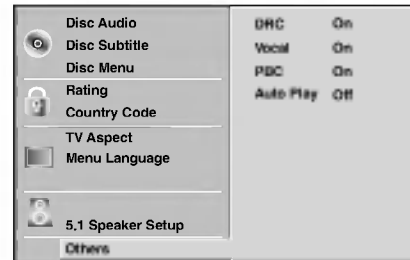 Disc Audio
Disc Subtitle
Disc Menu
Rating
Country Code
TV Aspect
Menu Language
5.1 Speaker Setup
Others
DRC On
Vocal On
PBC On
Auto Play Off